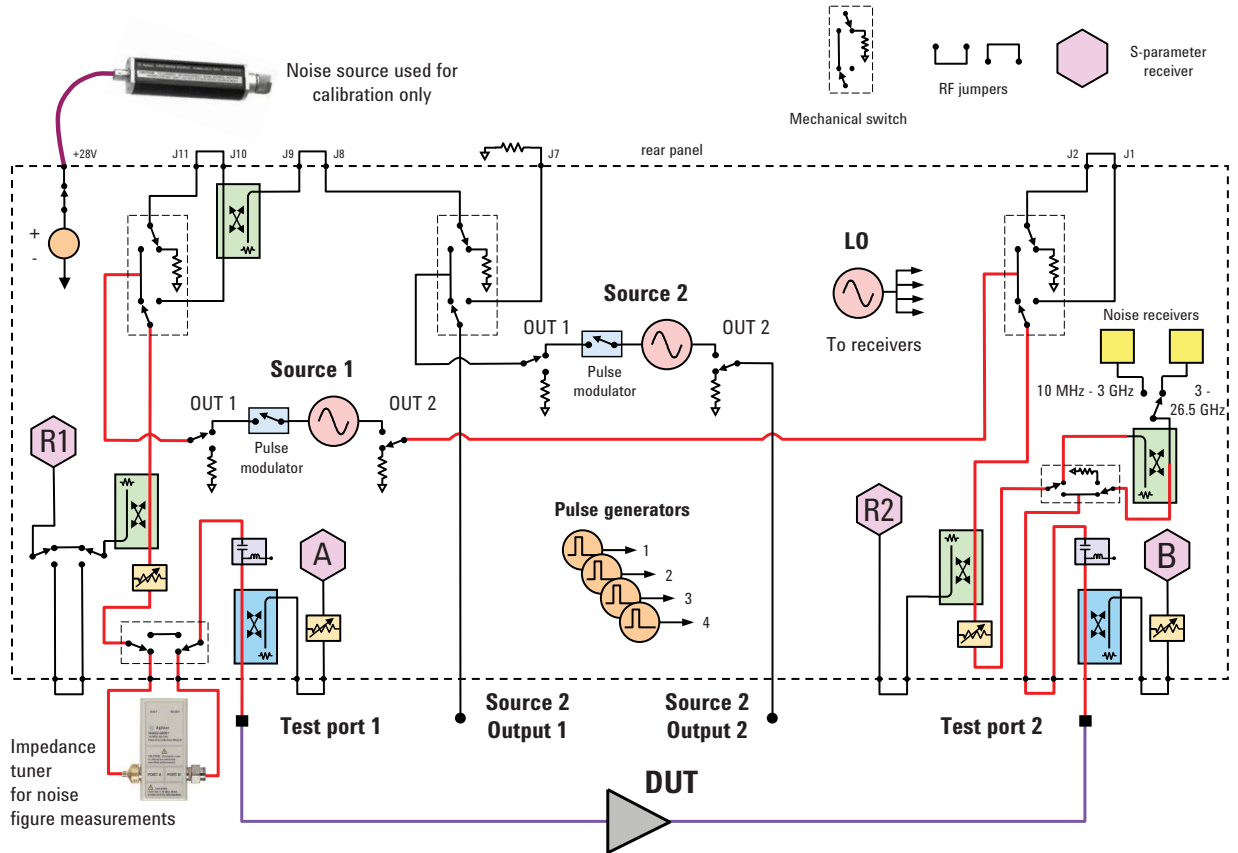 Noise source used for
calibration only
Mechanical switch
RF jumpers
S-parameter
receiver
+28V
J11
J10
J9
J8
J7
rear panel
J2
J1
+
-
LO
To receivers
Source 2
OUT 1
OUT 2
Pulse
modulator
Noise receivers
10 MHz - 3 GHz
3 -
26.5 GHz
Source 1
OUT 1
OUT 2
Pulse
modulator
R1
A
Pulse generators
1
2
3
4
R2
B
Test port 1
Source 2
Output 1
Source 2
Output 2
Test port 2
Impedance
tuner
for noise
figure measurements
Agilent
PORT A
PORT B
DUT